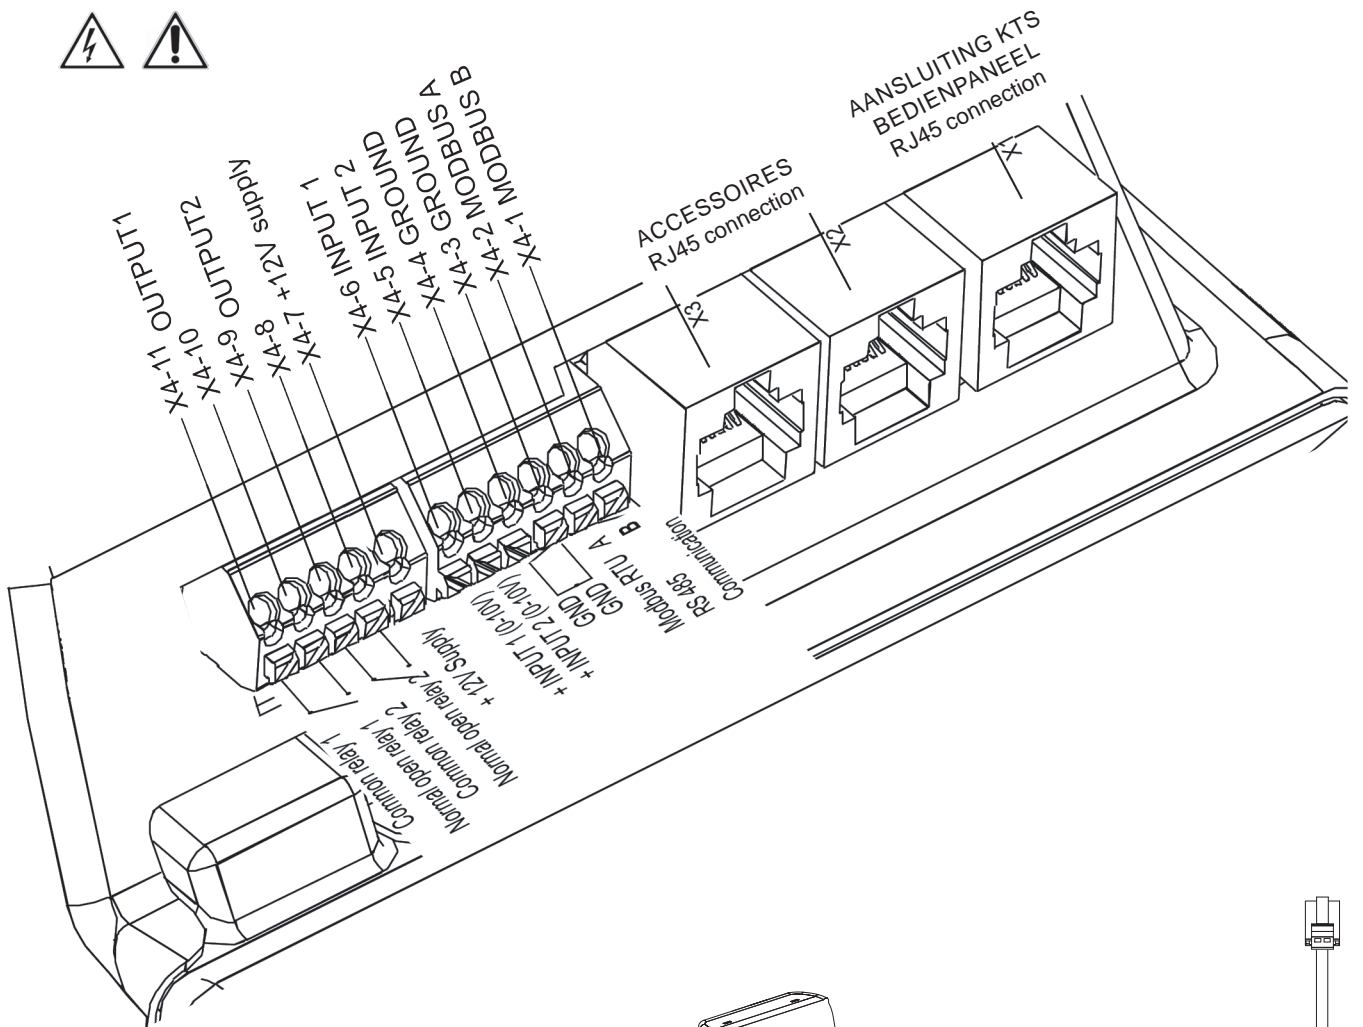 X4-11 OUTPUT1
X4-10
X4-9 OUTPUT2
X4-8
X4-7 +12V supply
X4-6 INPUT 1
X4-5 INPUT 2
X4-4 GROUND
X4-3 GROUND
X4-2 MODBUS A
X4-1 MODBUS B
ACCESSOIRES
RJ45 connection
AANSLUITING KTS
BEDIENPANEEL
RJ45 connection
X3
X2
X
Common relay 1
Normal open relay 1
Common relay 2
Normal open relay 2
+ 12V Supply
+ INPUT 1 (0-10V)
+ INPUT 2 (0-10V)
GND
GND
Modbus RTU A B
RS 485
Communication